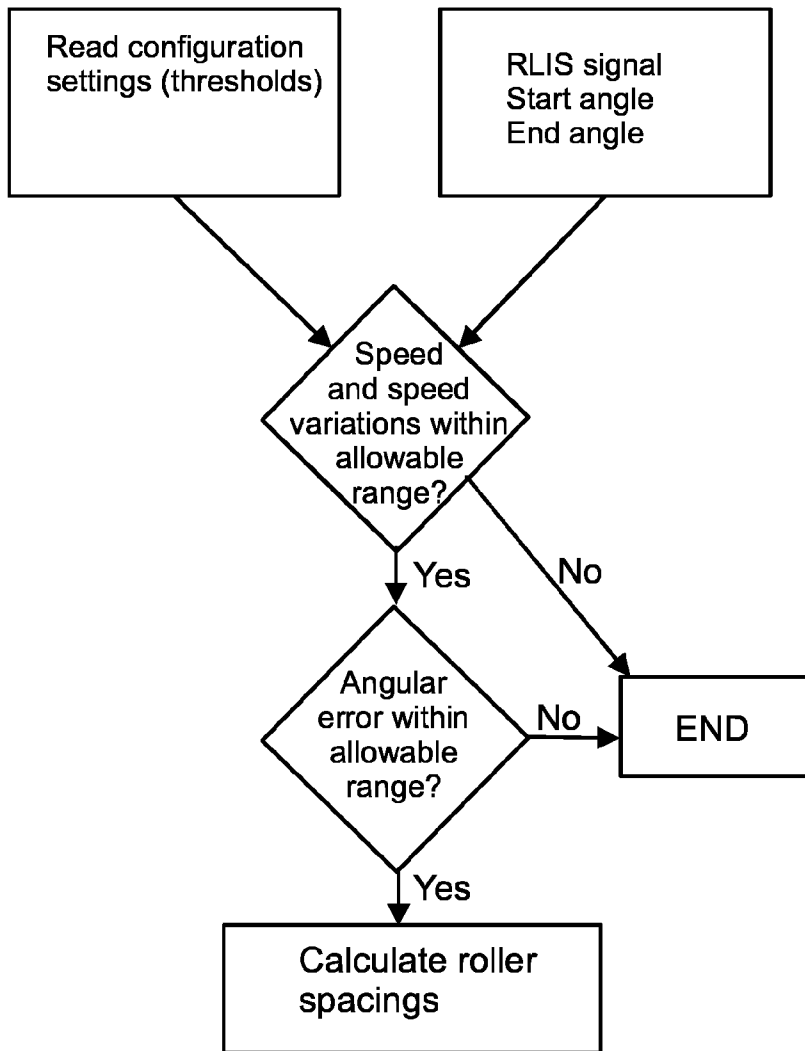 Read configuration
settings (thresholds)
RLIS signal
Start angle
End angle
Speed
and speed
variations within
allowable
range?
Yes
No
Angular
error within
allowable
range?
No
END
Yes
Calculate roller
spacings